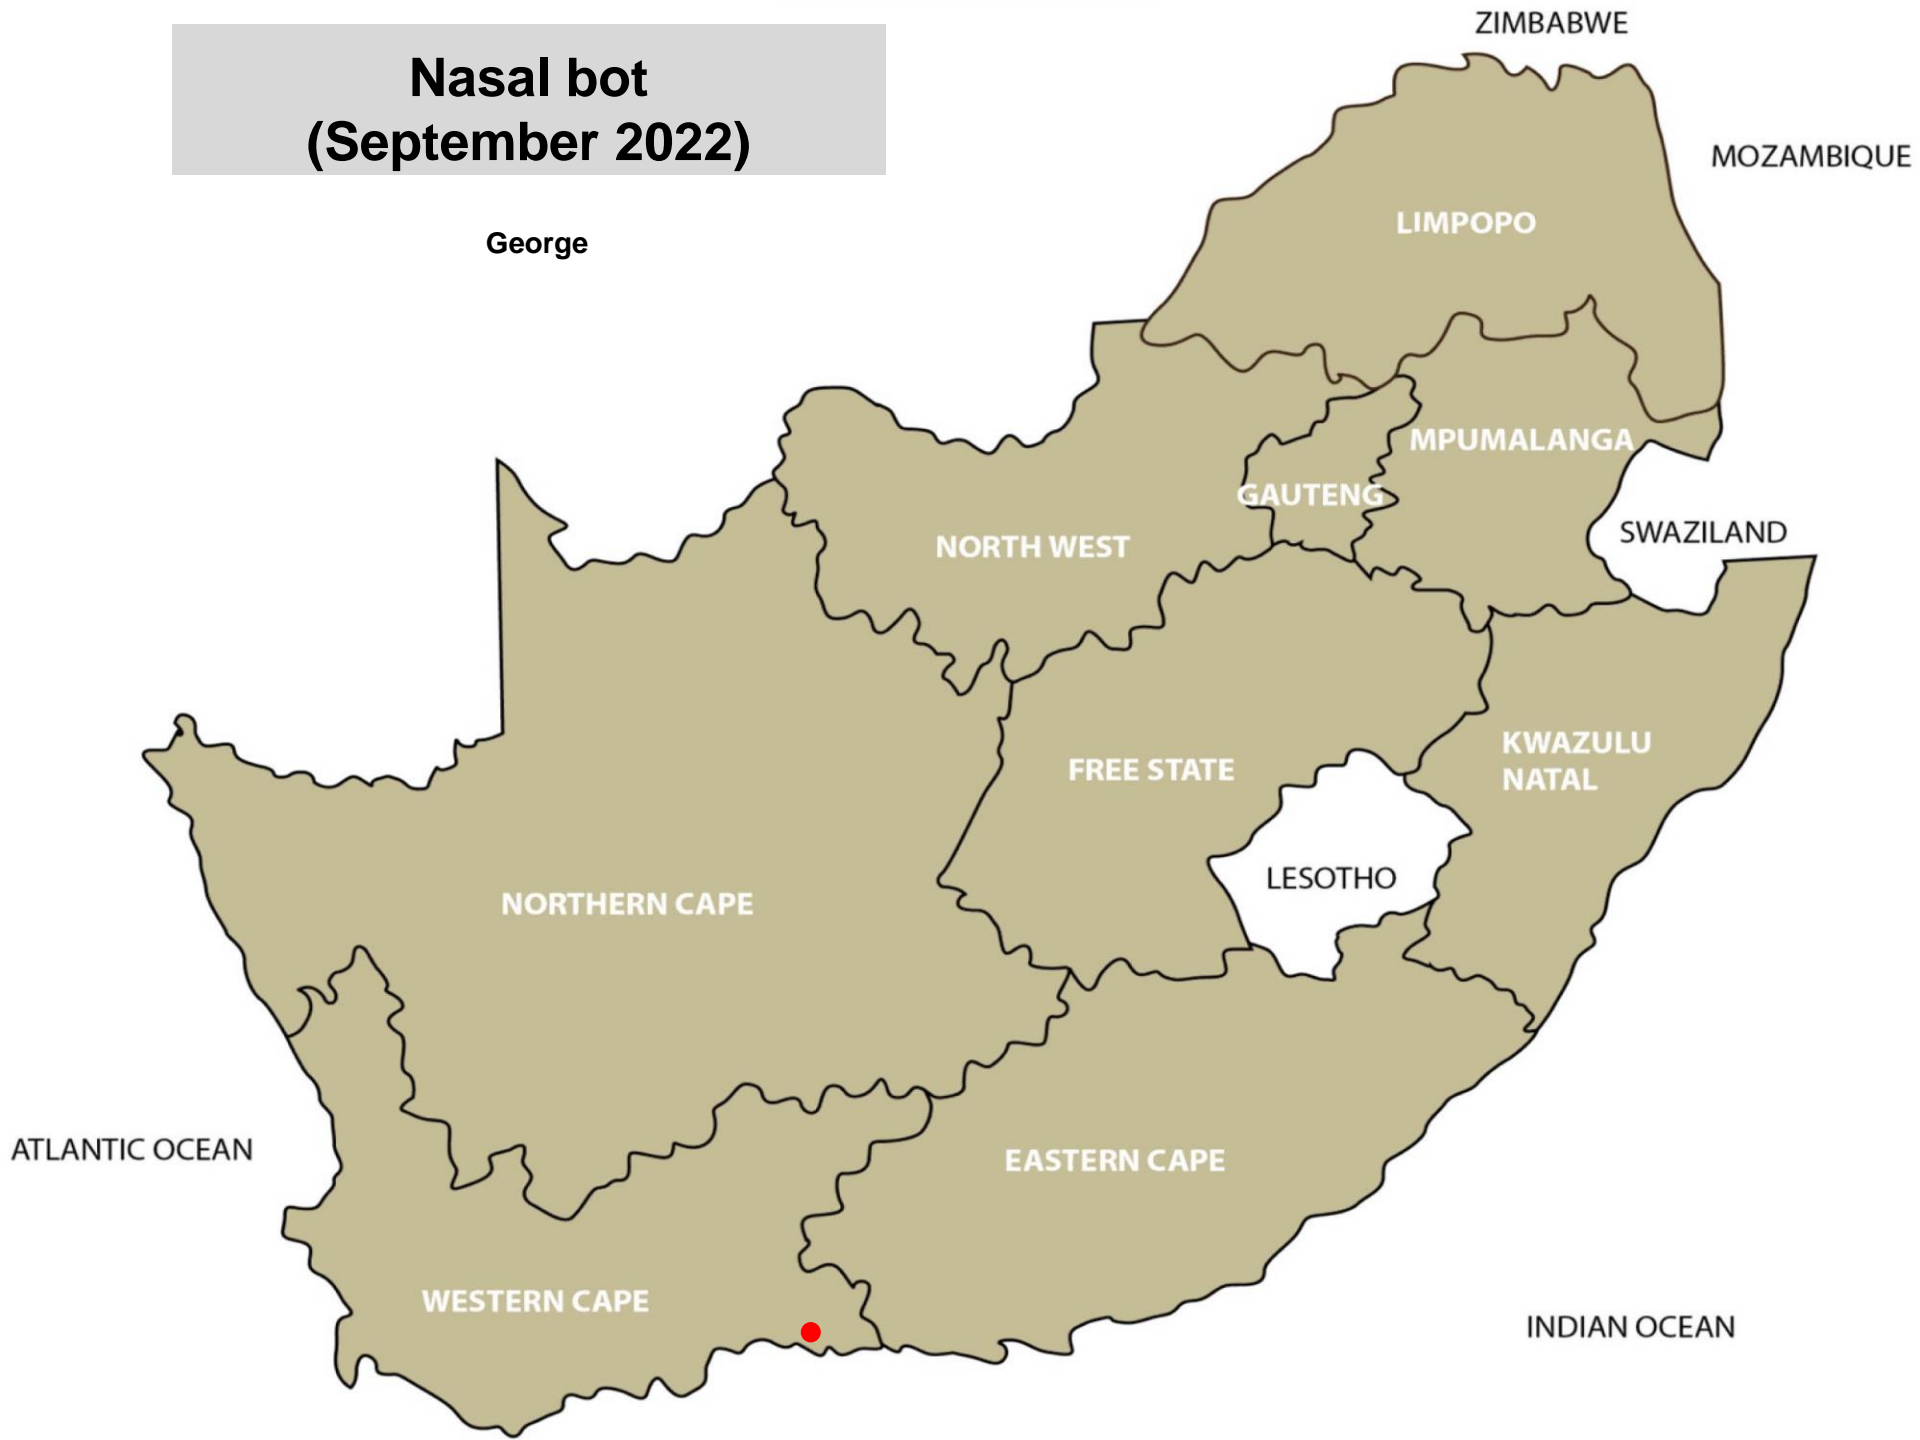 Nasal bot
(September 2022)
George
ZIMBABWE
MOZAMBIQUE
LIMPOPO
MPUMALANGA
GAUTENG
SWAZILAND
NORTH WEST
KWAZULU
NATAL
FREE STATE
LESOTHO
NORTHERN CAPE
ATLANTIC OCEAN
EASTERN CAPE
WESTERN CAPE
INDIAN OCEAN